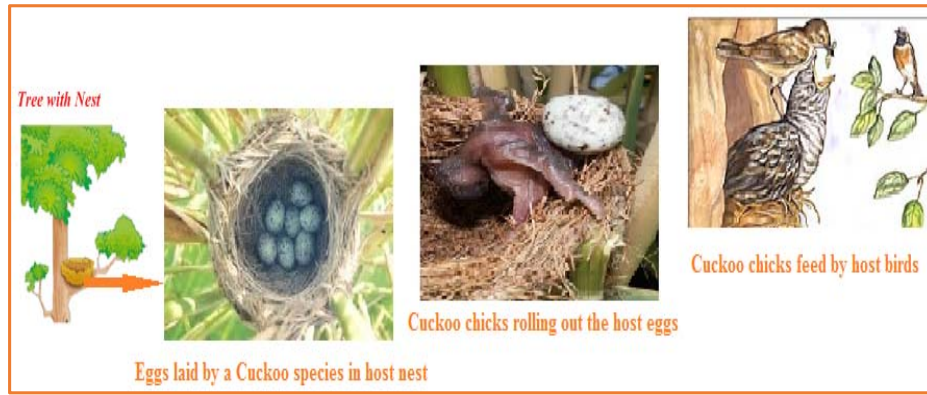 Tree with Nest
Eggs laid by a Cuckoo species in host nest
Cuckoo chicks rolling out the host eggs
Cuckoo chicks feed by host birds